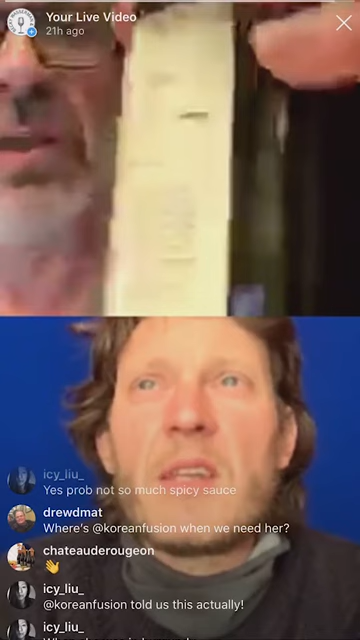 Your Live Video
21h ago
icy_liu_
Yes prob not so much spicy sauce
drewdmat
Where's @koreanfusion when we need her?
chateauderougeon
👋
icy_liu_
@koreanfusion told us this actually!
icy_liu_